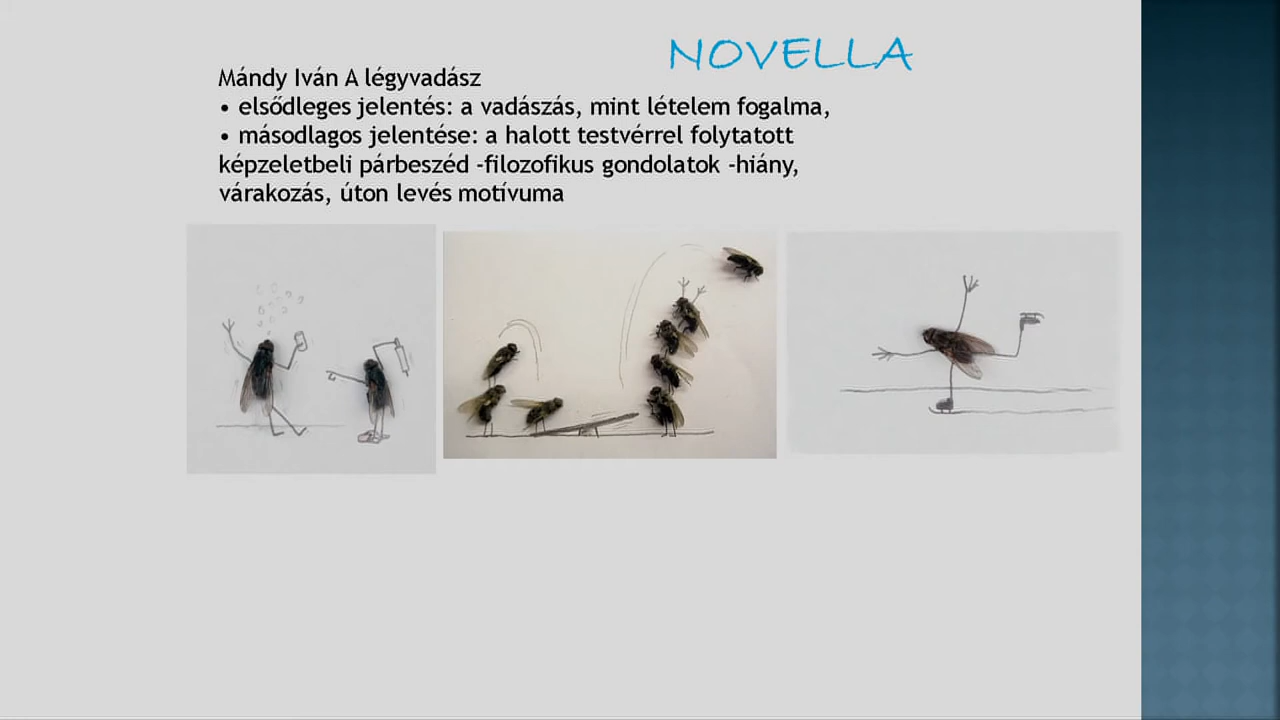 NOVELLA
Mándy Iván A légyvadász
• elsődleges jelentés: a vadászás, mint lételem fogalma,
• másodlagos jelentése: a halott testvérrel folytatott
képzeletbeli párbeszéd -filozofikus gondolatok -hiány,
várakozás, úton levés motívuma